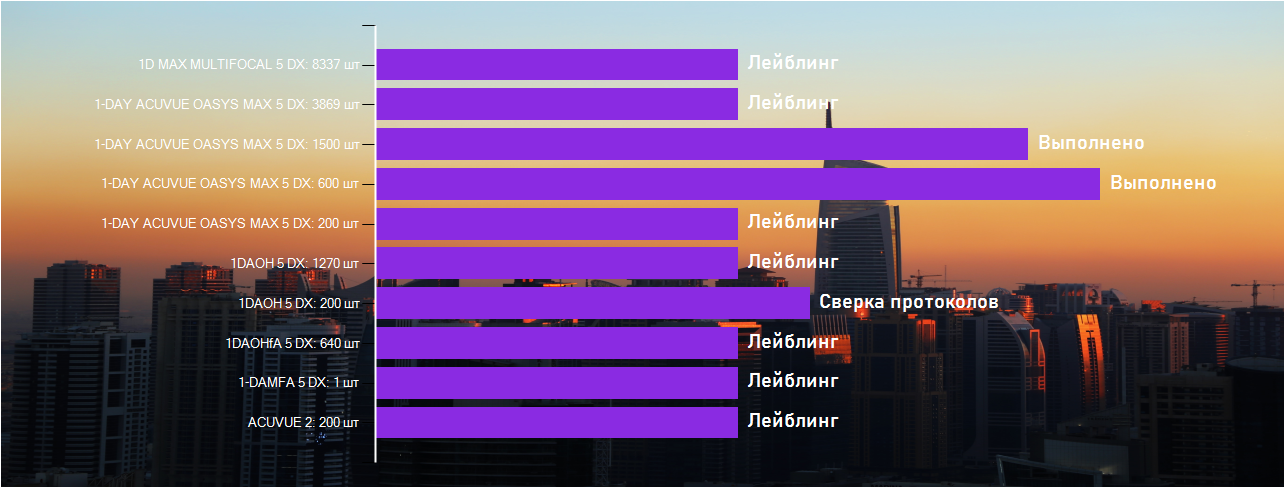 1D MAX MULTIFOCAL 5 DX: 8337 шт Лейблинг
1-DAY ACUVUE OASYS MAX 5 DX: 3869 шт Лейблинг
1-DAY ACUVUE OASYS MAX 5 DX: 1500 шт Выполнено
1-DAY ACUVUE OASYS MAX 5 DX: 600 шт Выполнено
1-DAY ACUVUE OASYS MAX 5 DX: 200 шт Лейблинг
1DAOH 5 DX: 1270 шт Лейблинг
1DAOH 5 DX: 200 шт Сверка протоколов
1DAOHfA 5 DX: 640 шт Лейблинг
1-DAMFA 5 DX: 1 шт Лейблинг
ACUVUE 2: 200 шт Лейблинг